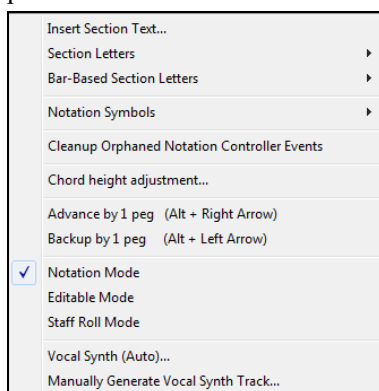 Insert Section Text...
Section Letters
Bar-Based Section Letters
Notation Symbols
Cleanup Orphaned Notation Controller Events
Chord height adjustment...
Advance by 1 peg (Alt + Right Arrow)
Backup by 1 peg (Alt + Left Arrow)
Notation Mode
Editable Mode
Staff Roll Mode
Vocal Synth (Auto)...
Manually Generate Vocal Synth Track...